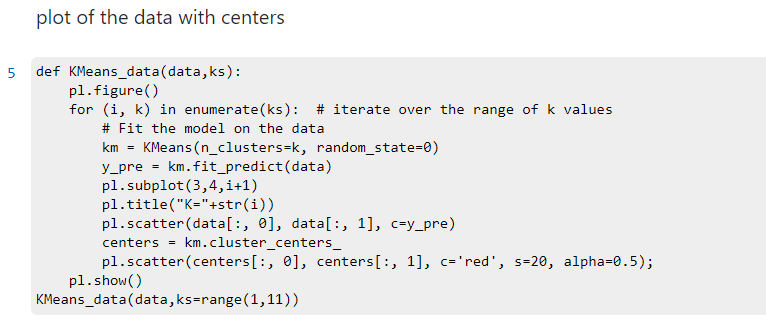 plot of the data with centers
5
def KMeans_data(data,ks):
    pl.figure()
    for (i, k) in enumerate(ks):  # iterate over the range of k values
        # Fit the model on the data
        km = KMeans(n_clusters=k, random_state=0)
        y_pre = km.fit_predict(data)
        pl.subplot(3,4,i+1)
        pl.title("K="+str(i))
        pl.scatter(data[:, 0], data[:, 1], c=y_pre)
        centers = km.cluster_centers_
        pl.scatter(centers[:, 0], centers[:, 1], c='red', s=20, alpha=0.5);
    pl.show()
KMeans_data(data,ks=range(1,11))